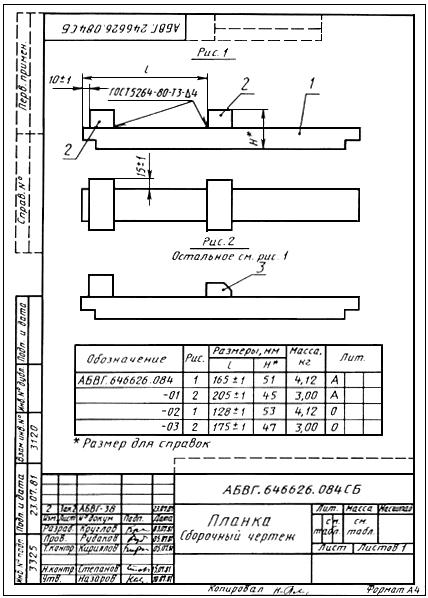 АБВГ.246626.084СБ
Рис.1
Перв. примен.
Справ. №
l
10±1
ГОСТ5264-80-Т3-⊿4
2
1
2
H*
15±1
Рис.2
Остальное см. рис. 1
3
Обозначение Рис. Размеры, мм Масса, кг Лит.
l H*
АБВГ.646626.084 1 165±1 51 4,12 А
-01 2 205±1 45 3,00 А
-02 1 128±1 53 4,12 О
-03 2 175±1 47 3,00 О
* Размер для справок
Подп. и дата
Инв.№ дубл.
Взам.инв.№
3120
Подп. и дата
23.07.81
Инв.№ подл.
3325
АБВГ.646626.084СБ
2 Зам.2 АБВГ-38
Изм. Лист № докум. Подп. Дата
Разраб. Круглов
Пров. Рудаков
Т.контр. Кириллов
Н.контр. Степанов
Утв. Назаров
Планка
Сборочный чертеж
Лит. Масса Масштаб
см. табл. см. табл.
Лист Листов 1
Копировал Формат А4